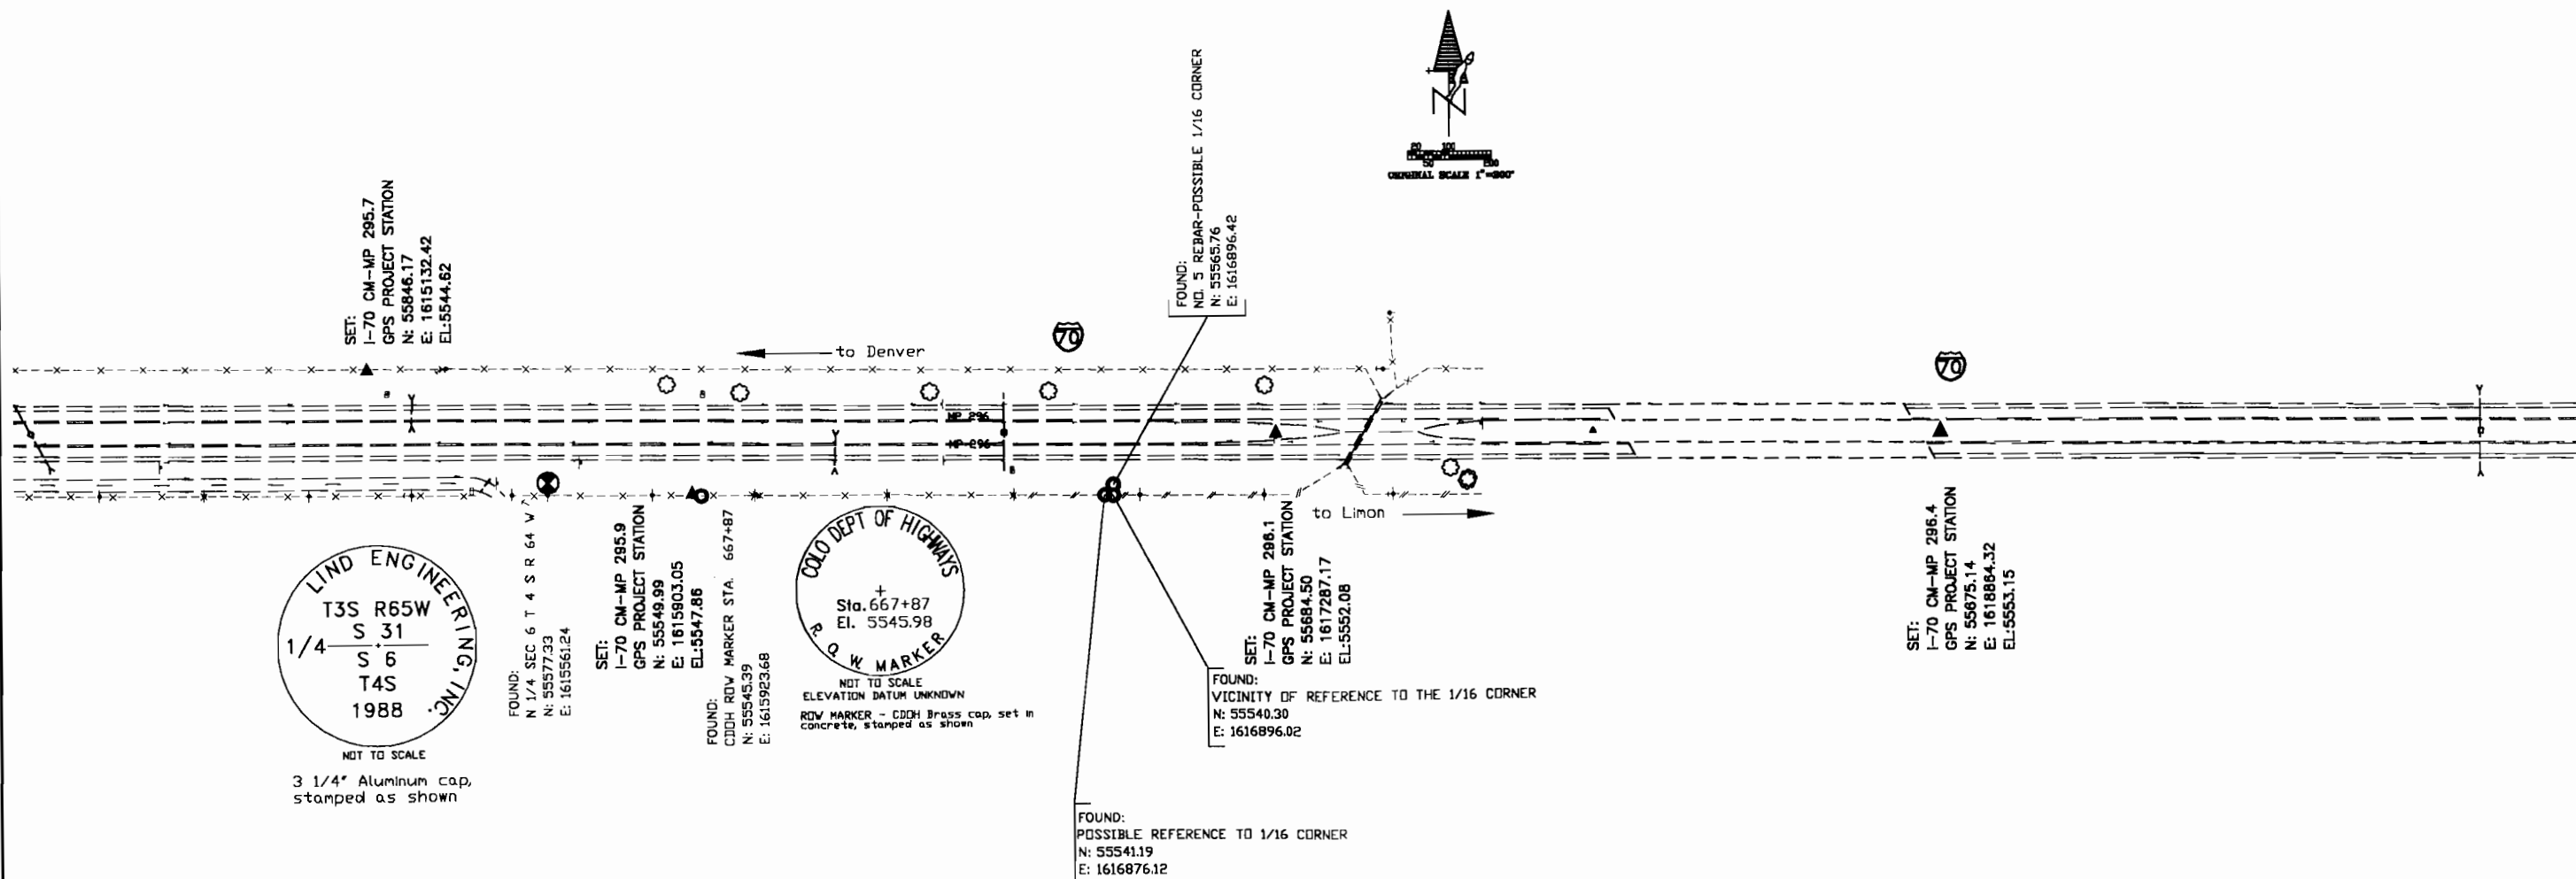 20 100
50 200
ORIGINAL SCALE 1"=200'
SET:
I-70 CM-MP 295.7
GPS PROJECT STATION
N: 55846.17
E: 1615132.42
EL:5544.62
FOUND:
NO. 5 REBAR-POSSIBLE 1/16 CORNER
N: 55565.76
E: 1616896.42
to Denver
70
70
MP 296
MP 296
to Limon
LIND ENGINEERING, INC.
T3S R65W
S 31
1/4
S 6
T4S
1988
NOT TO SCALE
3 1/4" Aluminum cap,
stamped as shown
FOUND:
N 1/4 SEC 6 T 4 S R 64 W
N: 55577.33
E: 1615561.24
SET:
I-70 CM-MP 295.9
GPS PROJECT STATION
N: 55549.99
E: 1615903.05
EL:5547.86
FOUND:
CDOH ROW MARKER STA. 667+87
N: 55545.39
E: 1615923.68
COLO DEPT OF HIGHWAYS
+
Sta. 667+87
El. 5545.98
R O W MARKER
NOT TO SCALE
ELEVATION DATUM UNKNOWN
ROW MARKER - CDOH Brass cap, set in
concrete, stamped as shown
SET:
I-70 CM-MP 296.1
GPS PROJECT STATION
N: 55684.50
E: 1617287.17
EL:5552.08
FOUND:
VICINITY OF REFERENCE TO THE 1/16 CORNER
N: 55540.30
E: 1616896.02
FOUND:
POSSIBLE REFERENCE TO 1/16 CORNER
N: 55541.19
E: 1616876.12
SET:
I-70 CM-MP 296.4
GPS PROJECT STATION
N: 55675.14
E: 1618864.32
EL:5553.15